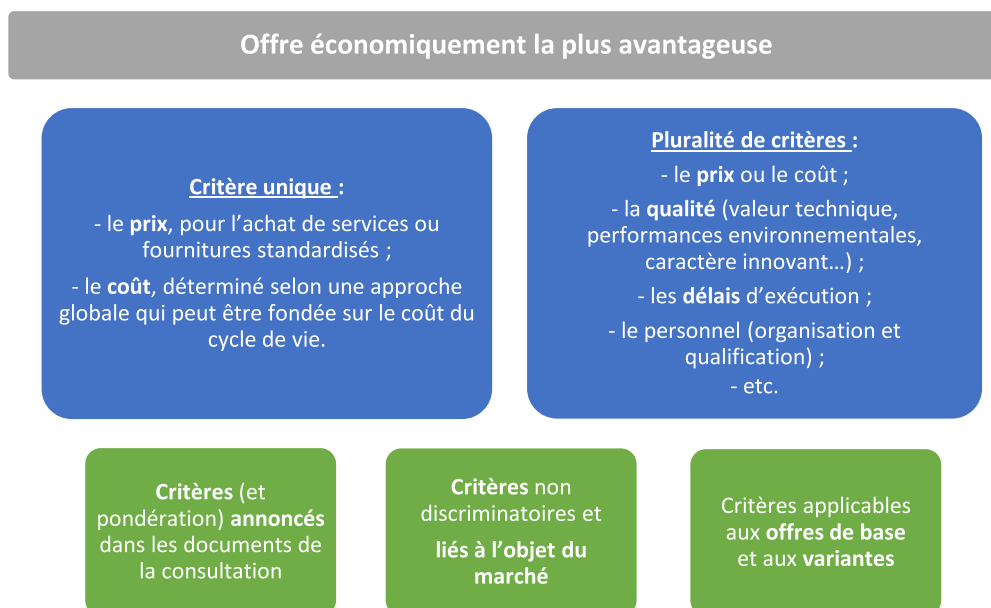 Offre économiquement la plus avantageuse
Critère unique :
- le prix, pour l’achat de services ou
fournitures standardisés ;
- le coût, déterminé selon une approche
globale qui peut être fondée sur le coût du
cycle de vie.
Pluralité de critères :
- le prix ou le coût ;
- la qualité (valeur technique,
performances environnementales,
caractère innovant…) ;
- les délais d’exécution ;
- le personnel (organisation et
qualification) ;
- etc.
Critères (et
pondération) annoncés
dans les documents de
la consultation
Critères non
discriminatoires et
liés à l’objet du
marché
Critères applicables
aux offres de base
et aux variantes